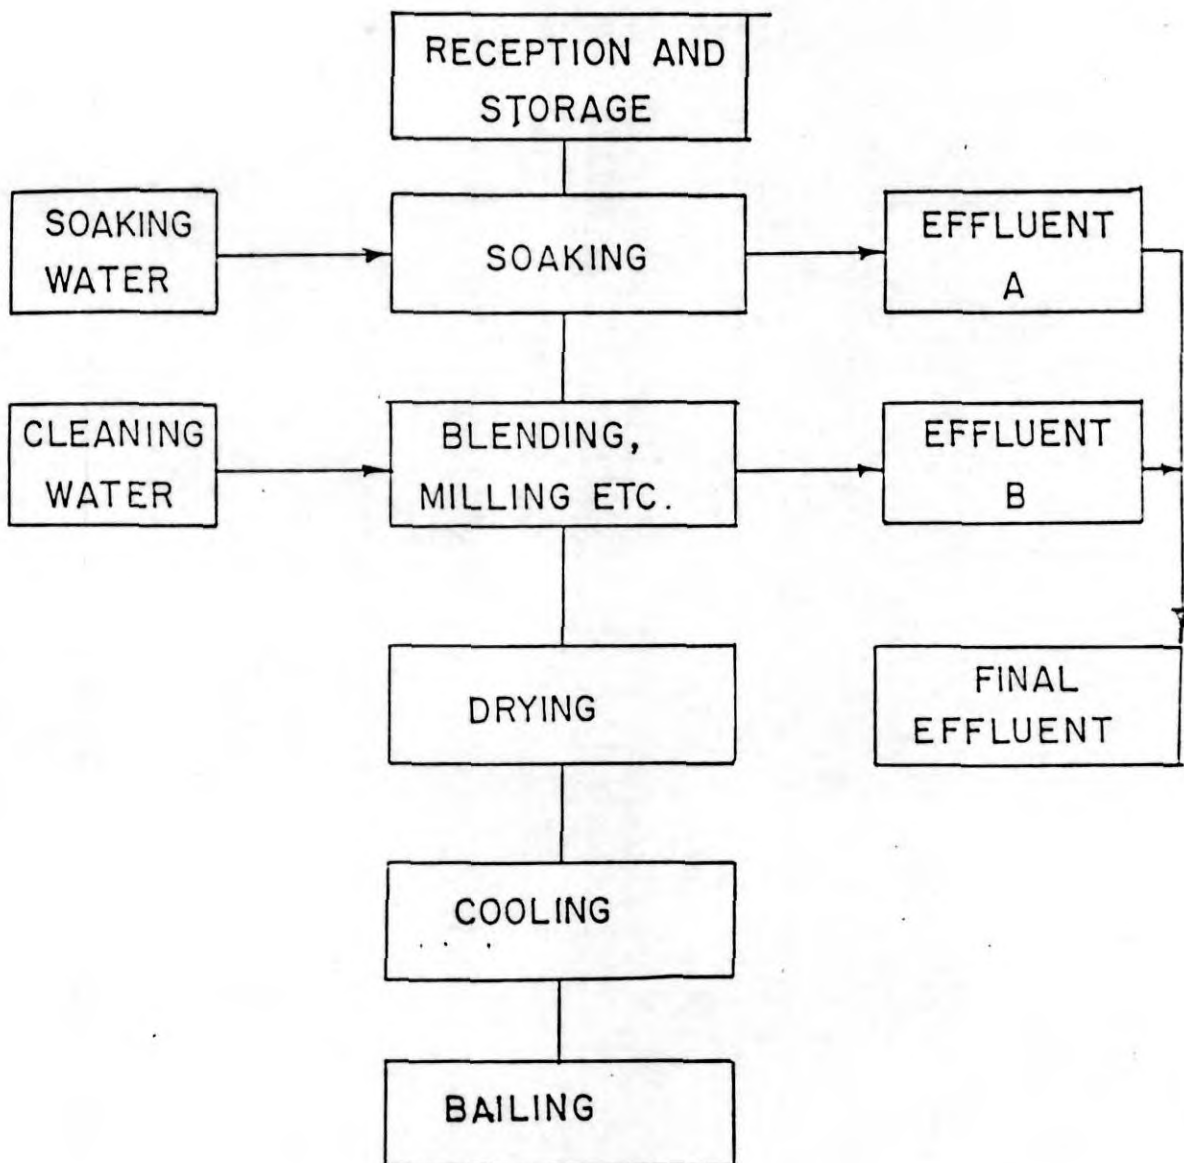 RECEPTION AND
STORAGE
SOAKING
WATER
SOAKING
EFFLUENT
A
CLEANING
WATER
BLENDING,
MILLING ETC.
EFFLUENT
B
DRYING
FINAL
EFFLUENT
COOLING
BAILING